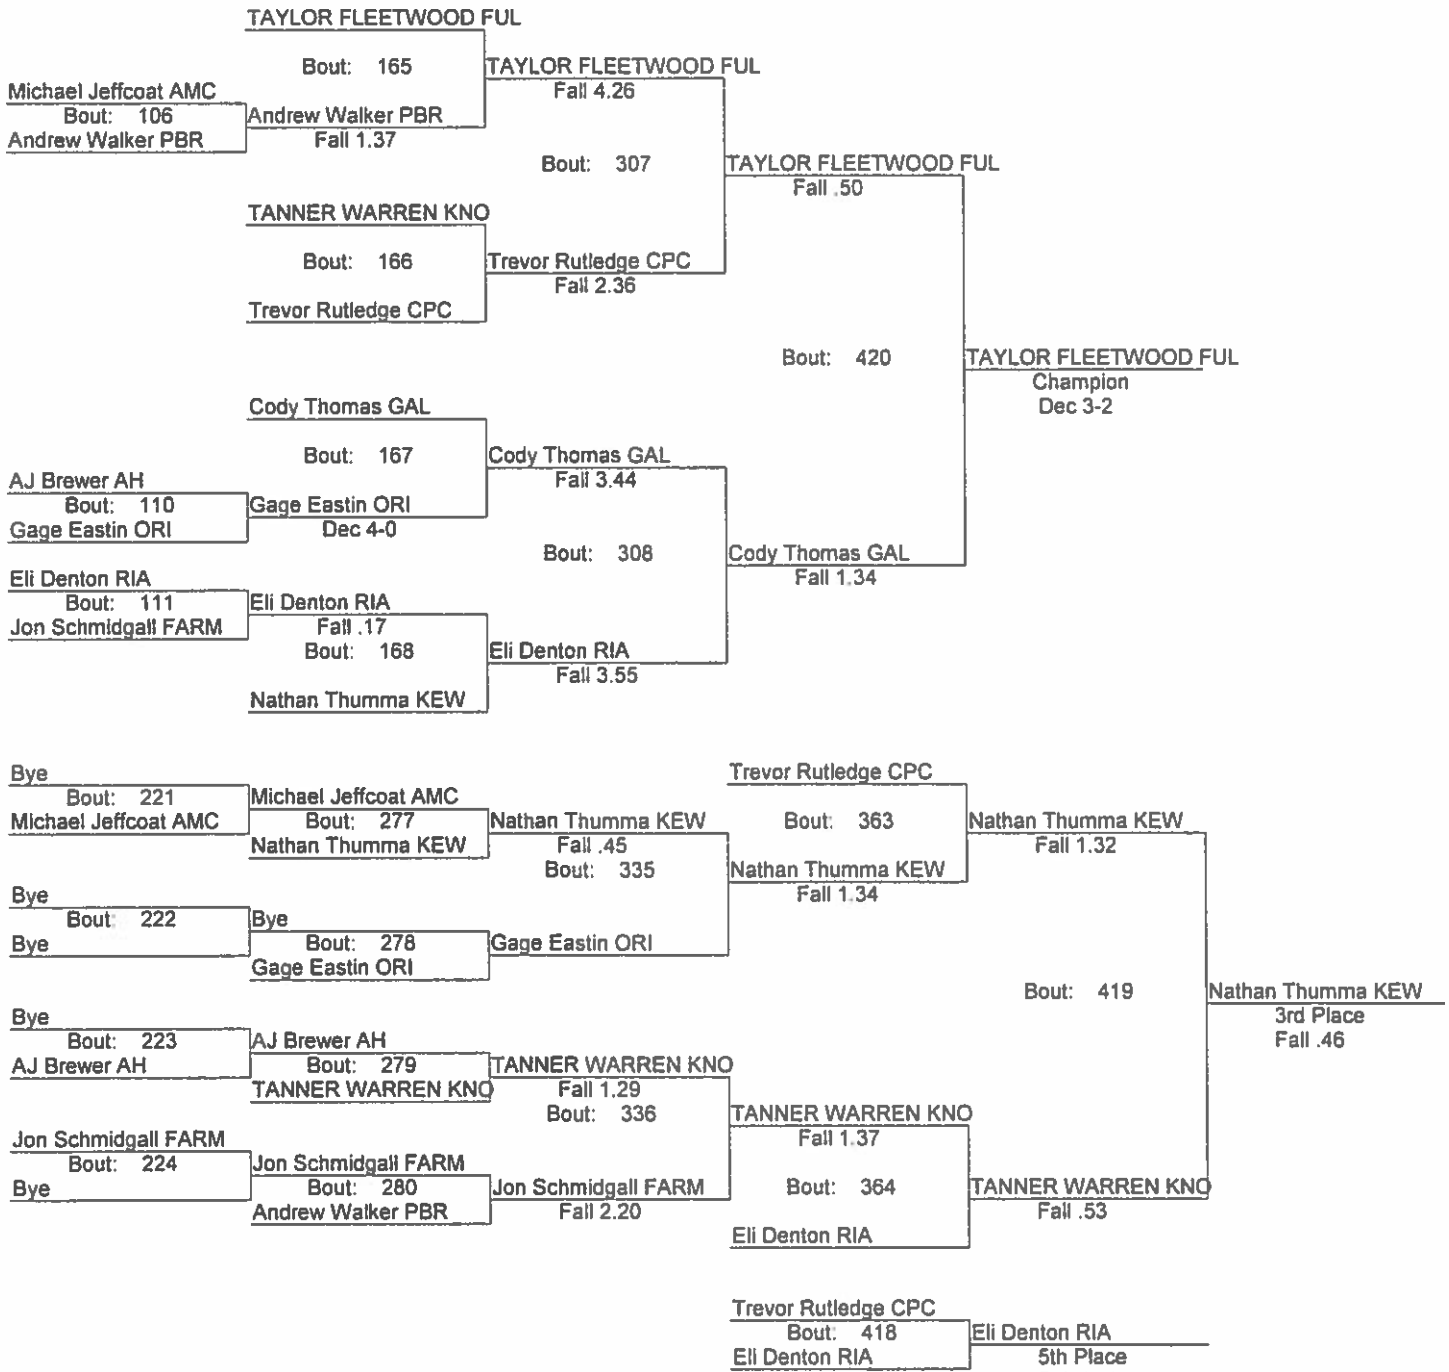 TAYLOR FLEETWOOD FUL
Bout: 165
TAYLOR FLEETWOOD FUL
Fall 4.26
Michael Jeffcoat AMC
Bout: 106
Andrew Walker PBR
Andrew Walker PBR
Fall 1.37
Bout: 307
TAYLOR FLEETWOOD FUL
Fall .50
TANNER WARREN KNO
Bout: 166
Trevor Rutledge CPC
Fall 2.36
Trevor Rutledge CPC
Bout: 420
TAYLOR FLEETWOOD FUL
Champion
Dec 3-2
Cody Thomas GAL
Bout: 167
Cody Thomas GAL
Fall 3.44
AJ Brewer AH
Bout: 110
Gage Eastin ORI
Gage Eastin ORI
Dec 4-0
Bout: 308
Cody Thomas GAL
Fall 1.34
Eli Denton RIA
Bout: 111
Jon Schmidgall FARM
Eli Denton RIA
Fall .17
Bout: 168
Eli Denton RIA
Fall 3.55
Nathan Thumma KEW
Bye
Bout: 221
Michael Jeffcoat AMC
Michael Jeffcoat AMC
Bout: 277
Nathan Thumma KEW
Nathan Thumma KEW
Fall .45
Bout: 335
Trevor Rutledge CPC
Bout: 363
Nathan Thumma KEW
Fall 1.34
Nathan Thumma KEW
Fall 1.32
Bye
Bout: 222
Bye
Bye
Bout: 278
Gage Eastin ORI
Gage Eastin ORI
Bout: 419
Nathan Thumma KEW
3rd Place
Fall .46
Bye
Bout: 223
AJ Brewer AH
AJ Brewer AH
Bout: 279
TANNER WARREN KNO
TANNER WARREN KNO
Fall 1.29
Bout: 336
TANNER WARREN KNO
Fall 1.37
Jon Schmidgall FARM
Bout: 224
Bye
Jon Schmidgall FARM
Bout: 280
Andrew Walker PBR
Jon Schmidgall FARM
Fall 2.20
Bout: 364
Eli Denton RIA
TANNER WARREN KNO
Fall .53
Trevor Rutledge CPC
Bout: 418
Eli Denton RIA
Eli Denton RIA
5th Place